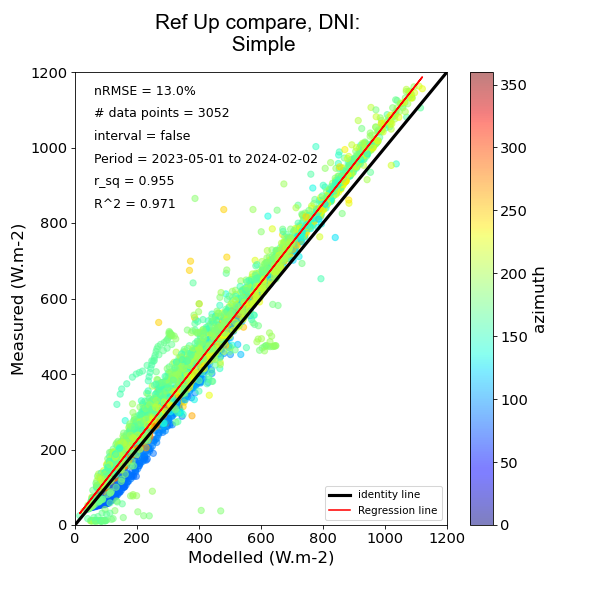 Ref Up compare, DNI:
Simple
nRMSE = 13.0%
# data points = 3052
interval = false
Period = 2023-05-01 to 2024-02-02
r_sq = 0.955
R^2 = 0.971
Measured (W.m-2)
1200
1000
800
600
400
200
0
0 200 400 600 800 1000 1200
Modelled (W.m-2)
identity line
Regression line
350
300
250
200
150
100
50
0
azimuth